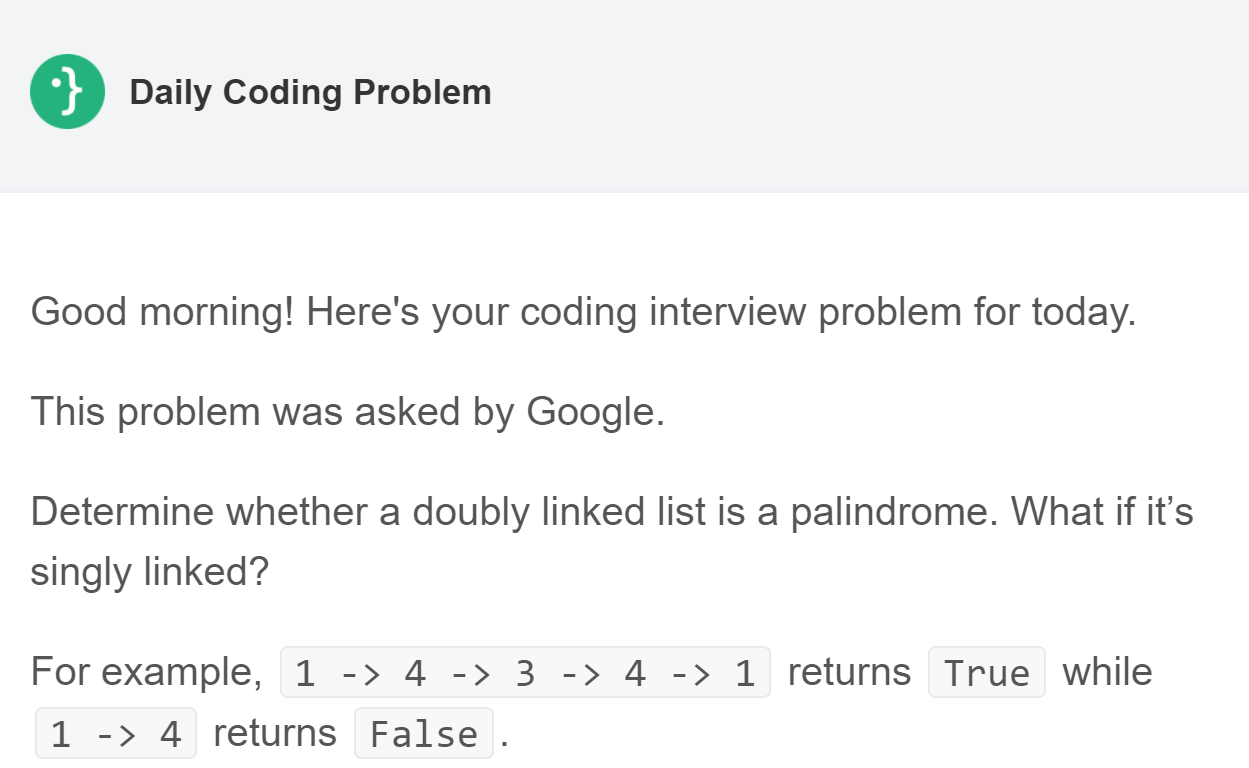 Daily Coding Problem
Good morning! Here's your coding interview problem for today.
This problem was asked by Google.
Determine whether a doubly linked list is a palindrome. What if it’s
singly linked?
For example, 1 -> 4 -> 3 -> 4 -> 1 returns True while
1 -> 4 returns False.